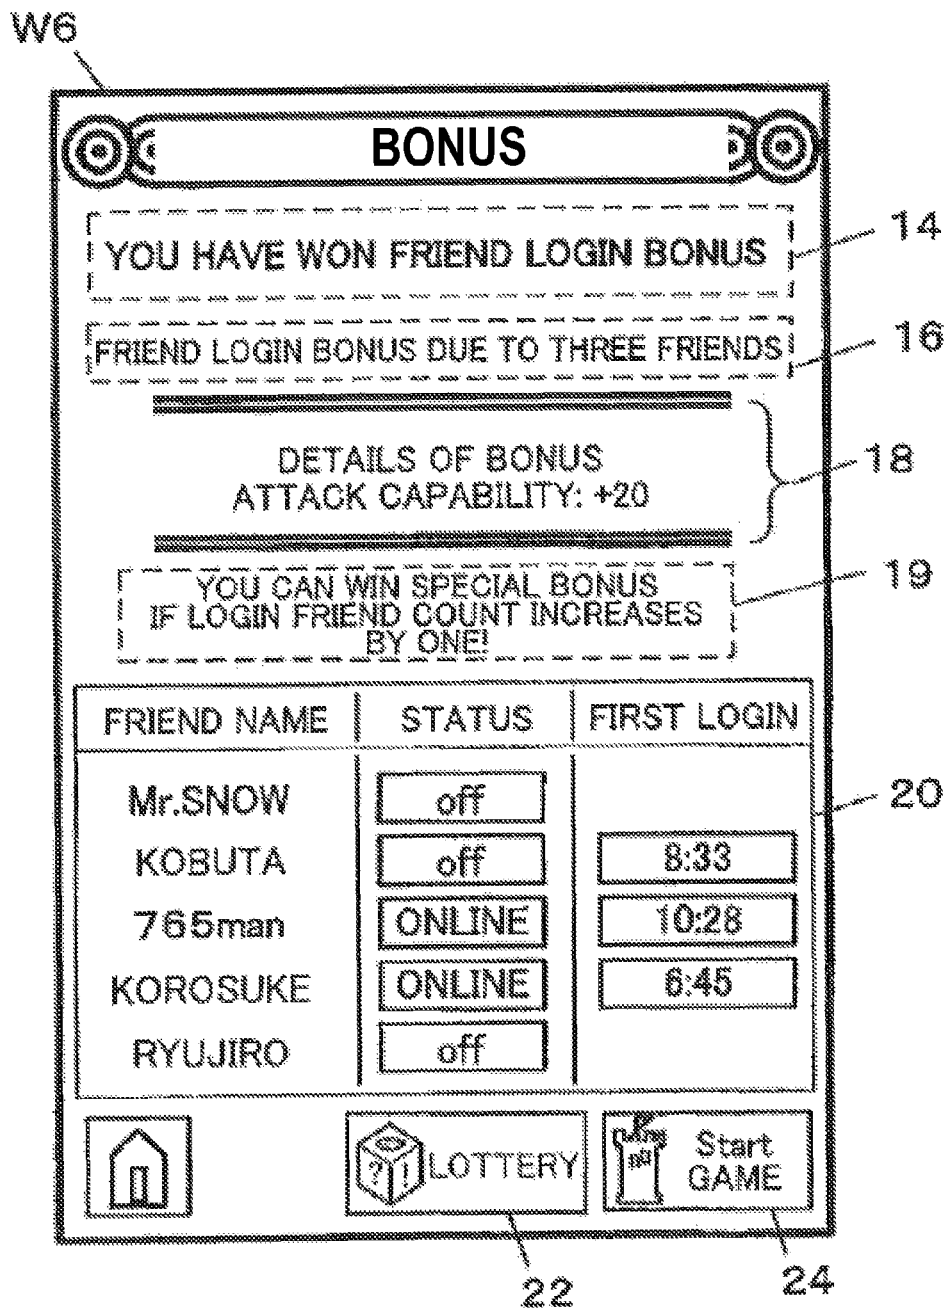 W6
BONUS
YOU HAVE WON FRIEND LOGIN BONUS
14
FRIEND LOGIN BONUS DUE TO THREE FRIENDS
16
DETAILS OF BONUS
ATTACK CAPABILITY: +20
18
YOU CAN WIN SPECIAL BONUS
IF LOGIN FRIEND COUNT INCREASES
BY ONE!
19
FRIEND NAME STATUS FIRST LOGIN
Mr.SNOW off
20
KOBUTA off 8:33
765man ONLINE 10:28
KOROSUKE ONLINE 6:45
RYUJIRO off
? ! LOTTERY
Start
GAME
22
24